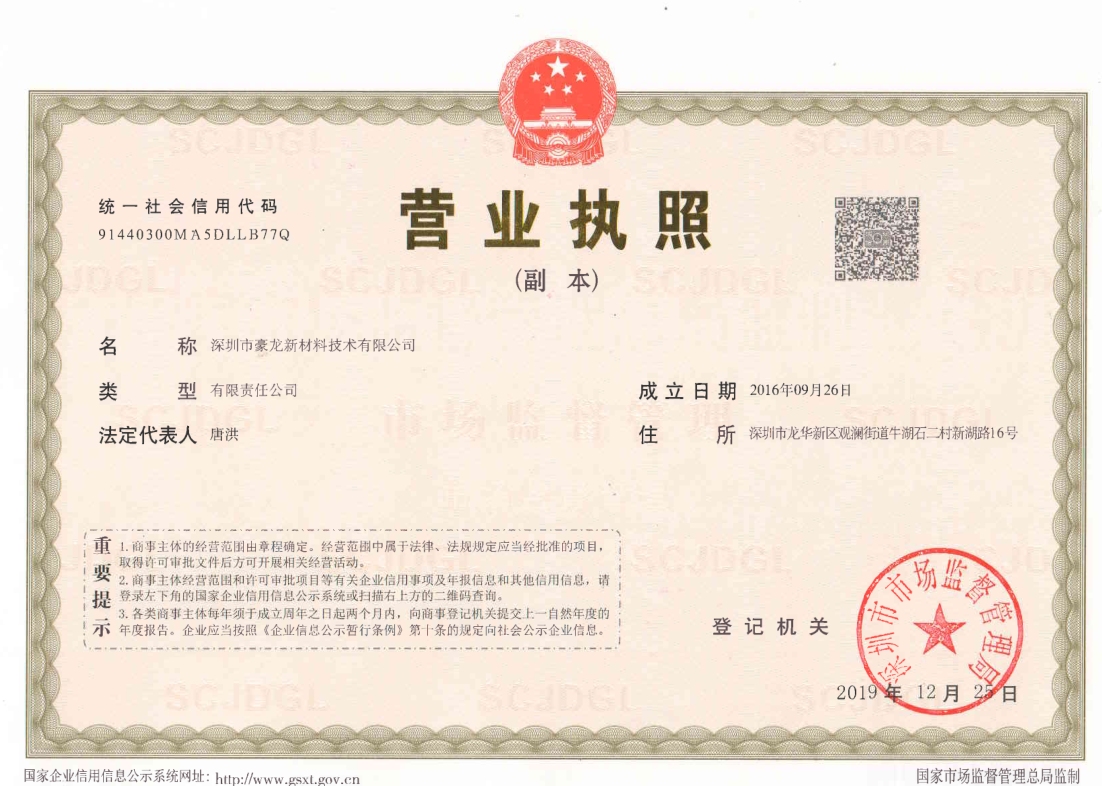 营业执照
(副 本)
统一社会信用代码
91440300MA5DLLB77Q
名 称 深圳市豪龙新材料技术有限公司
类 型 有限责任公司
成立日期 2016年09月26日
法定代表人 唐洪
住 所 深圳市龙华新区观澜街道牛湖石二村新湖路16号
重要提示
1.商事主体的经营范围由章程确定。经营范围中属于法律、法规规定应当经批准的项目，
取得许可审批文件后方可开展相关经营活动。
2.商事主体经营范围和许可审批项目等有关企业信用事项及年报信息和其他信用信息，请
登录左下角的国家企业信用信息公示系统或扫描右上方的二维码查询。
3.各类商事主体每年须于成立周年之日起两个月内，向商事登记机关提交上一自然年度的
年度报告。企业应当按照《企业信息公示暂行条例》第十条的规定向社会公示企业信息。
登记机关
深圳市市场监督管理局
2019 年 12 月 25 日
国家企业信用信息公示系统网址：http://www.gsxt.gov.cn
国家市场监督管理总局监制
SCJDGL
市场监督管理